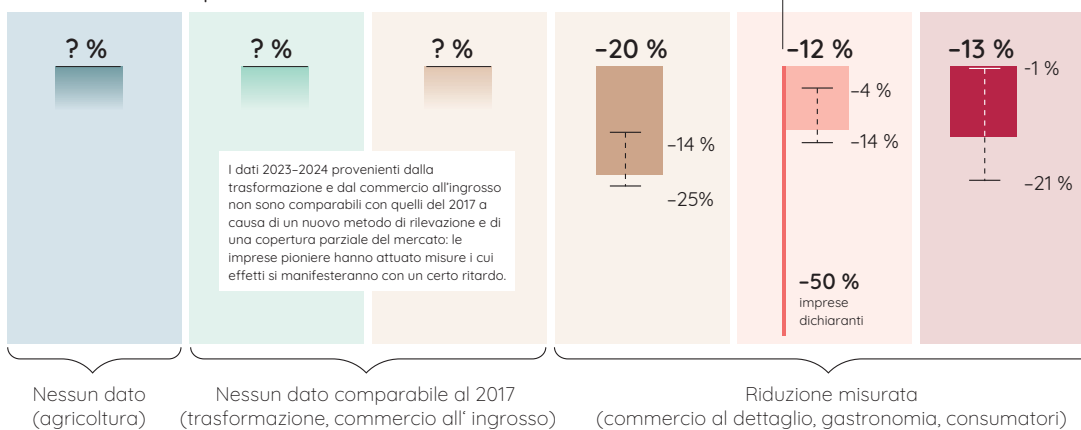 ? %
? %
? %
–20 %
–12 %
–13 %
-1 %
–4 %
–14 %
–14 %
–21 %
–25%
I dati 2023–2024 provenienti dalla
trasformazione e dal commercio all'ingrosso
non sono comparabili con quelli del 2017 a
causa di un nuovo metodo di rilevazione e di
una copertura parziale del mercato: le
imprese pioniere hanno attuato misure i cui
effetti si manifesteranno con un certo ritardo.
–50 %
imprese
dichiaranti
Nessun dato
(agricoltura)
Nessun dato comparabile al 2017
(trasformazione, commercio all‘ ingrosso)
Riduzione misurata
(commercio al dettaglio, gastronomia, consumatori)